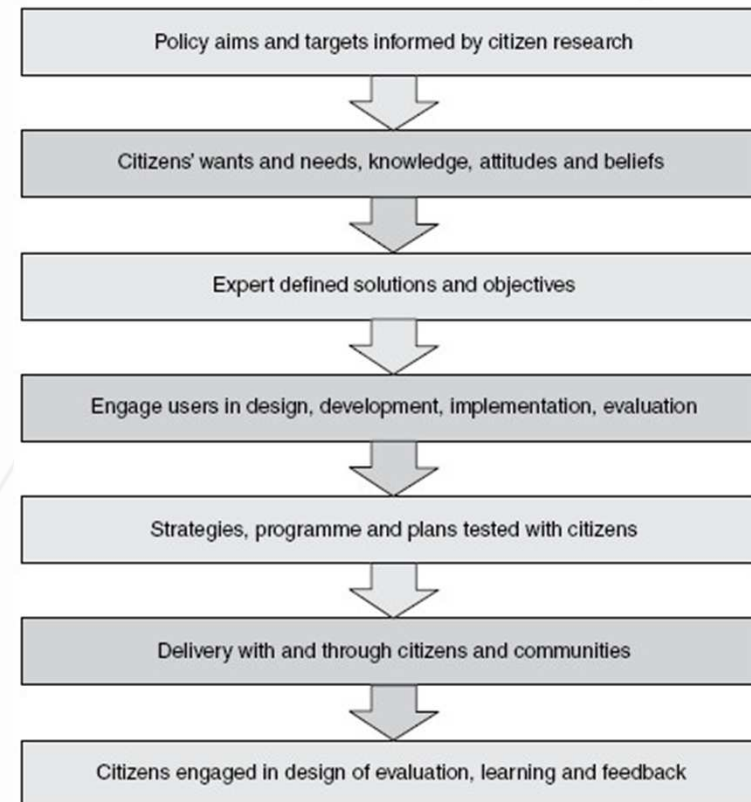 Policy aims and targets informed by citizen research
Citizens' wants and needs, knowledge, attitudes and beliefs
Expert defined solutions and objectives
Engage users in design, development, implementation, evaluation
Strategies, programme and plans tested with citizens
Delivery with and through citizens and communities
Citizens engaged in design of evaluation, learning and feedback